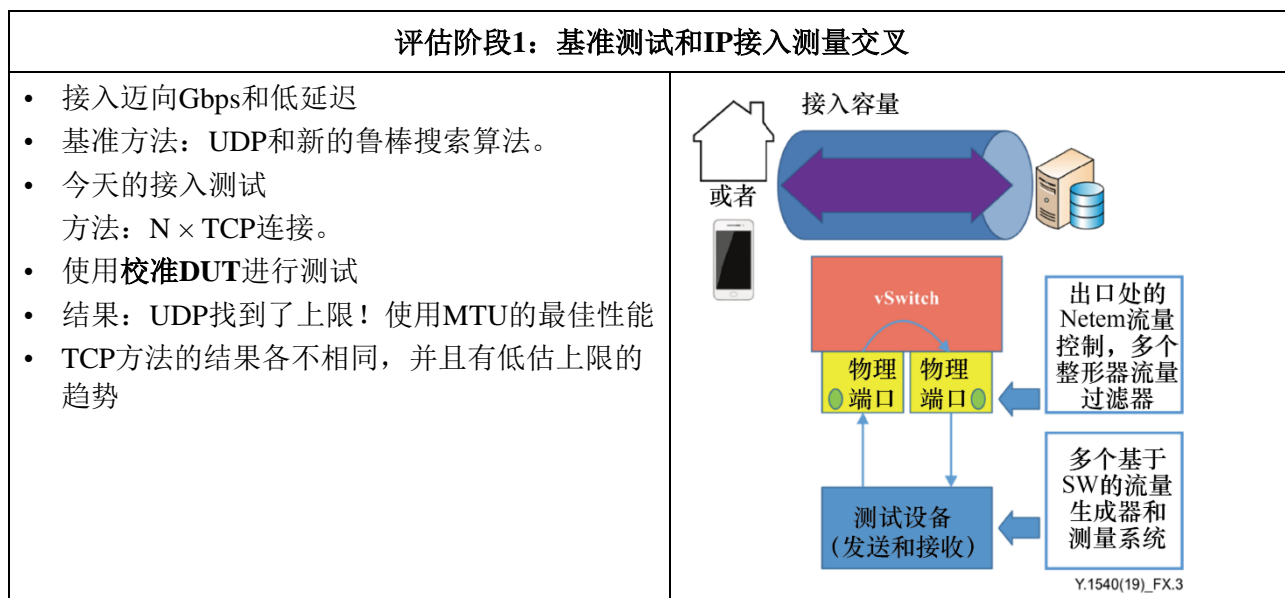 评估阶段1：基准测试和IP接入测量交叉
• 接入迈向Gbps和低延迟
• 基准方法：UDP和新的鲁棒搜索算法。
• 今天的接入测试
方法：N × TCP连接。
• 使用校准DUT进行测试
• 结果：UDP找到了上限！使用MTU的最佳性能
• TCP方法的结果各不相同，并且有低估上限的
趋势
接入容量
或者
vSwitch
物理
端口
物理
端口
出口处的
Netem流量
控制，多个
整形器流量
过滤器
测试设备
（发送和接收）
多个基于
SW的流量
生成器和
测量系统
Y.1540(19)_FX.3